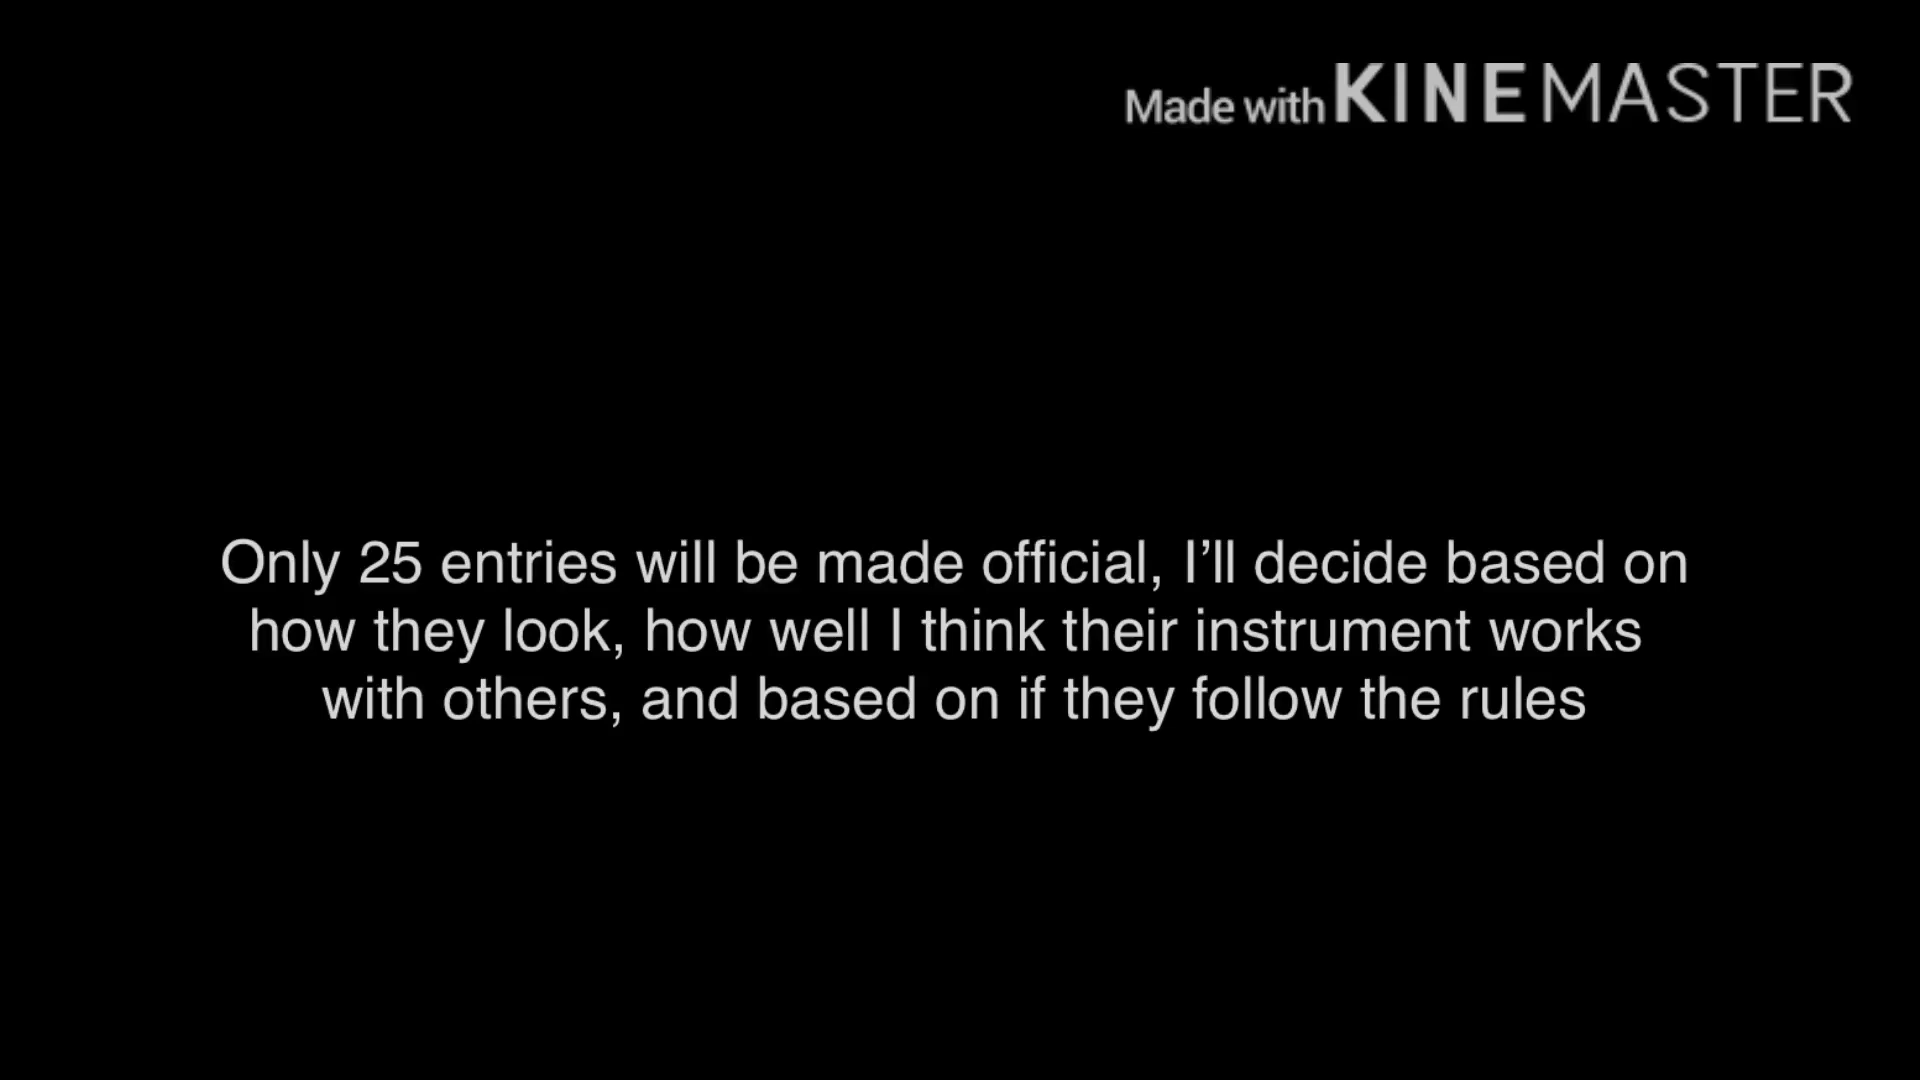 Made with KINEMASTER
Only 25 entries will be made official, I’ll decide based on
how they look, how well I think their instrument works
with others, and based on if they follow the rules